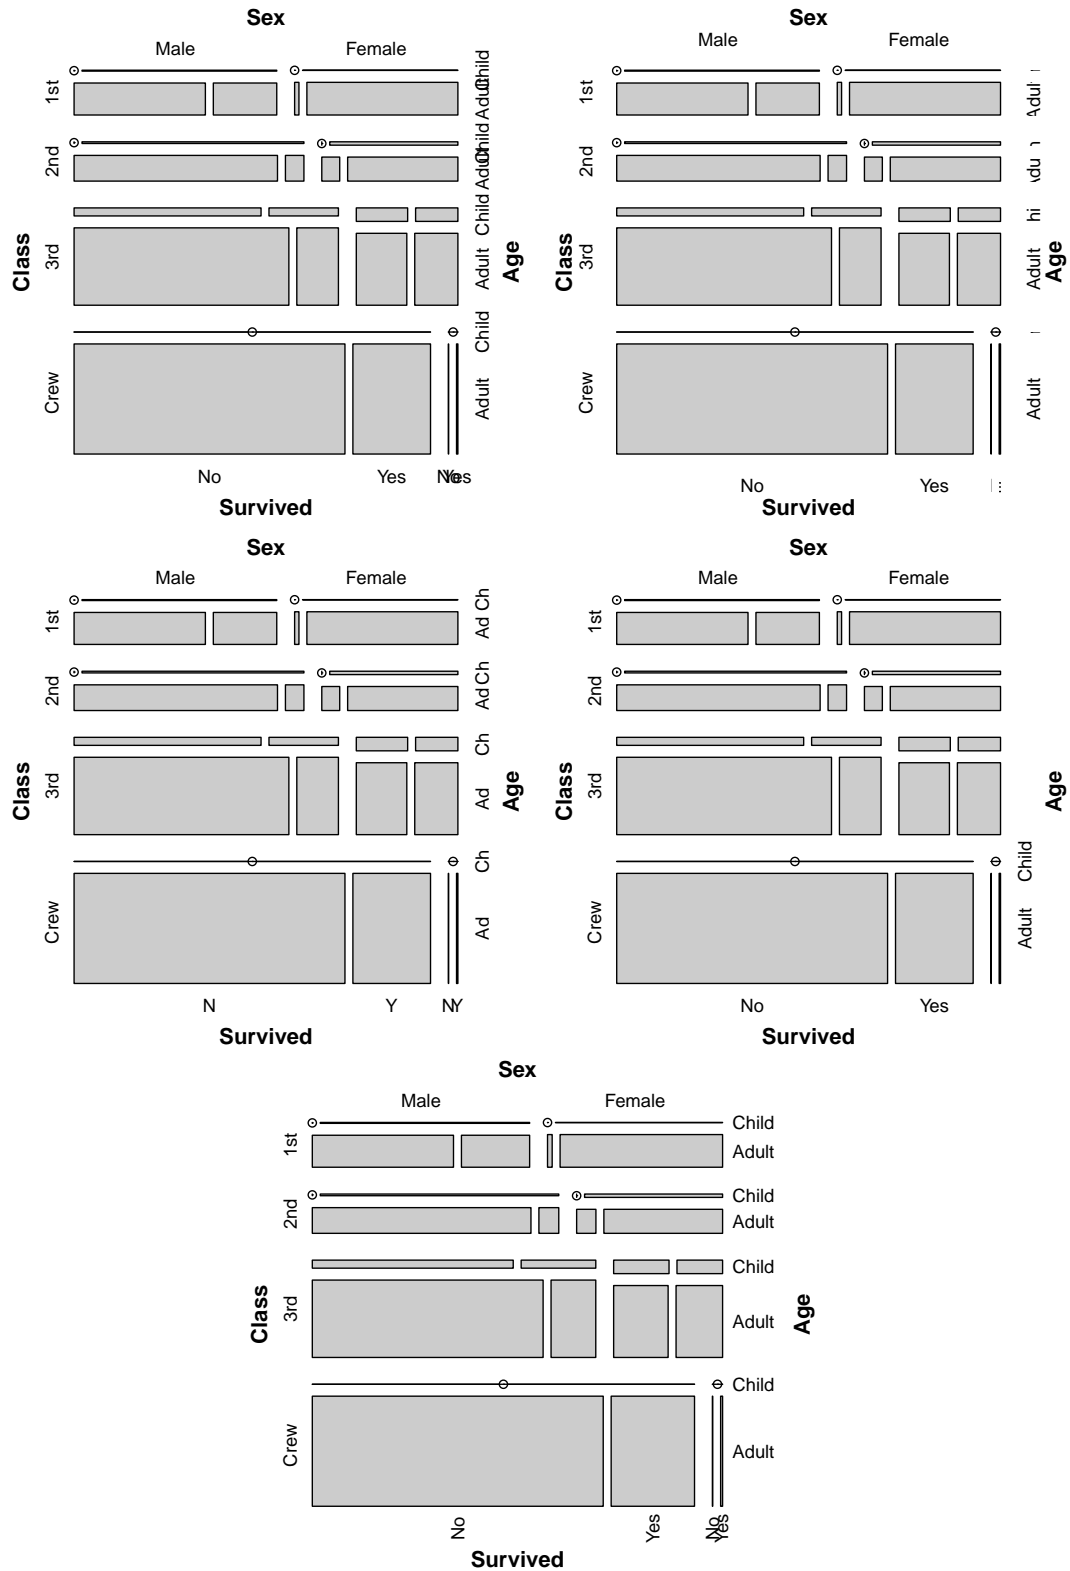 Sex
Male Female
1st
2nd
3rd
Crew
Class
Child
Adult
Child
Adult
Child
Adult
Child
Adult
Age
No Yes No Yes
Survived
Sex
Male Female
1st
2nd
3rd
Crew
Class
Adult
Adult
Age
No Yes
Survived
Sex
Male Female
1st
2nd
3rd
Crew
Class
Ch
Ad
Ch
Ad
Ch
Ad
Ch
Ad
Age
N Y N Y
Survived
Sex
Male Female
1st
2nd
3rd
Crew
Class
Child
Adult
Age
No Yes
Survived
Sex
Male Female
1st
2nd
3rd
Crew
Class
Child
Adult
Child
Adult
Child
Adult
Child
Adult
Age
No Yes No Yes
Survived